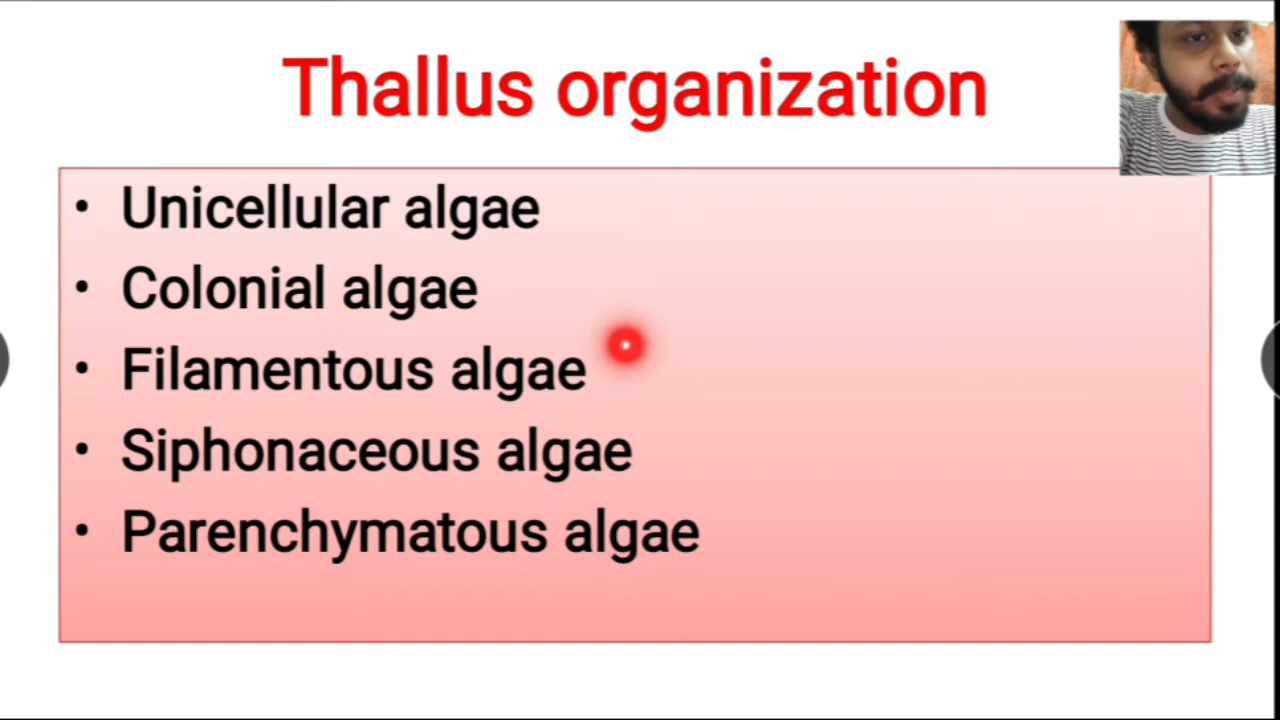 Thallus organization
• Unicellular algae
• Colonial algae
• Filamentous algae
• Siphonaceous algae
• Parenchymatous algae